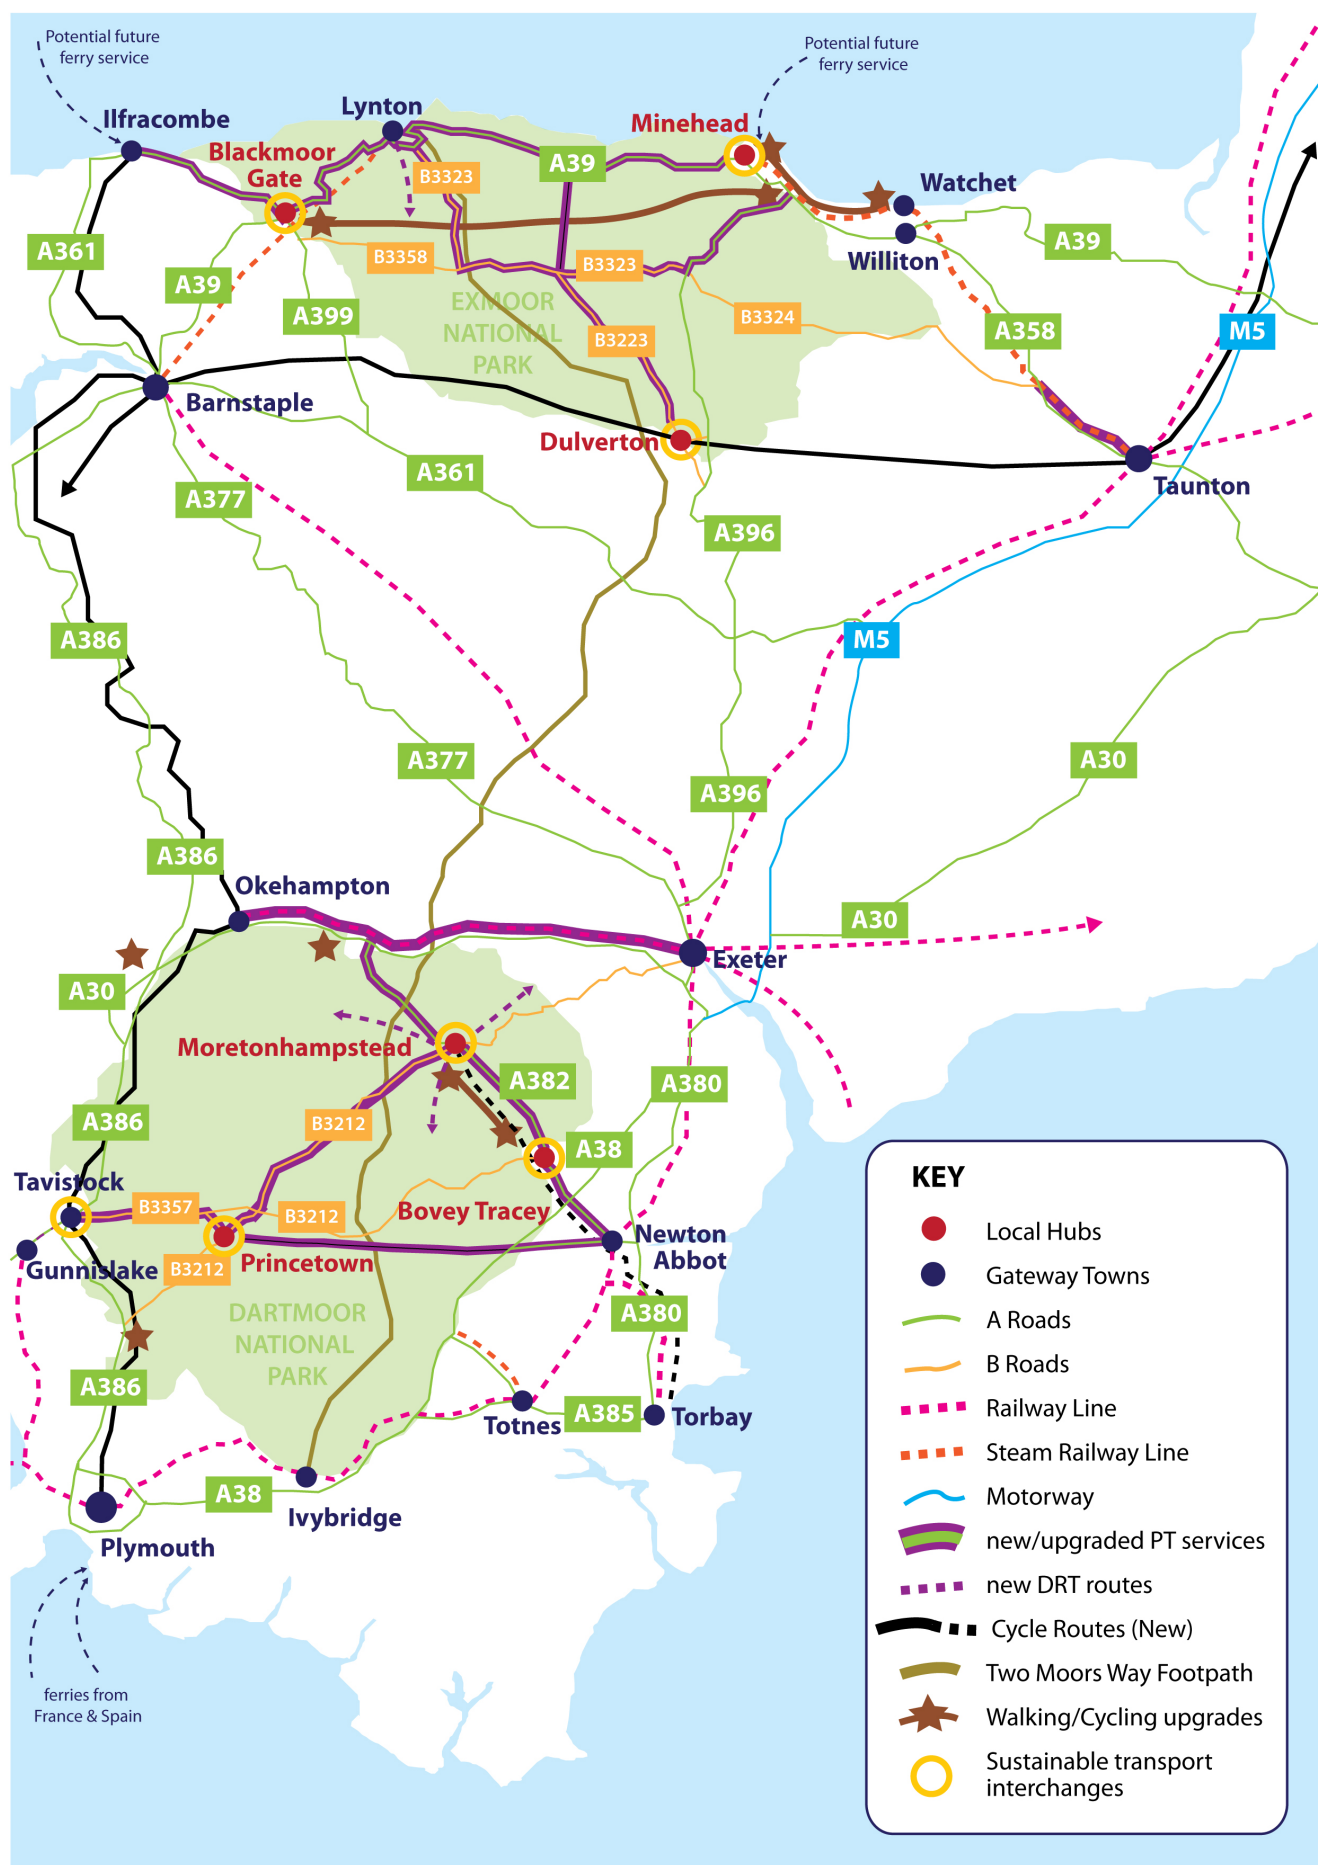 Potential future
ferry service
Potential future
ferry service
Ilfracombe
Lynton
Minehead
Blackmoor
Gate
A39
B3323
Watchet
A361
A39
B3358
B3323
Williton
A39
A399
EXMOOR
NATIONAL
PARK
B3324
A358
M5
B3223
Barnstaple
Dulverton
A361
Taunton
A377
A396
A386
M5
A377
A30
A396
A386
Okehampton
A30
Exeter
A30
Moretonhampstead
A382
A380
A386
B3212
A38
Tavistock
B3357
B3212
Bovey Tracey
Newton
Abbot
Gunnislake
B3212
Princetown
DARTMOOR
NATIONAL
PARK
A380
A386
Totnes
A385
Torbay
A38
Ivybridge
Plymouth
ferries from
France & Spain
KEY
Local Hubs
Gateway Towns
A Roads
B Roads
Railway Line
Steam Railway Line
Motorway
new/upgraded PT services
new DRT routes
Cycle Routes (New)
Two Moors Way Footpath
Walking/Cycling upgrades
Sustainable transport
interchanges